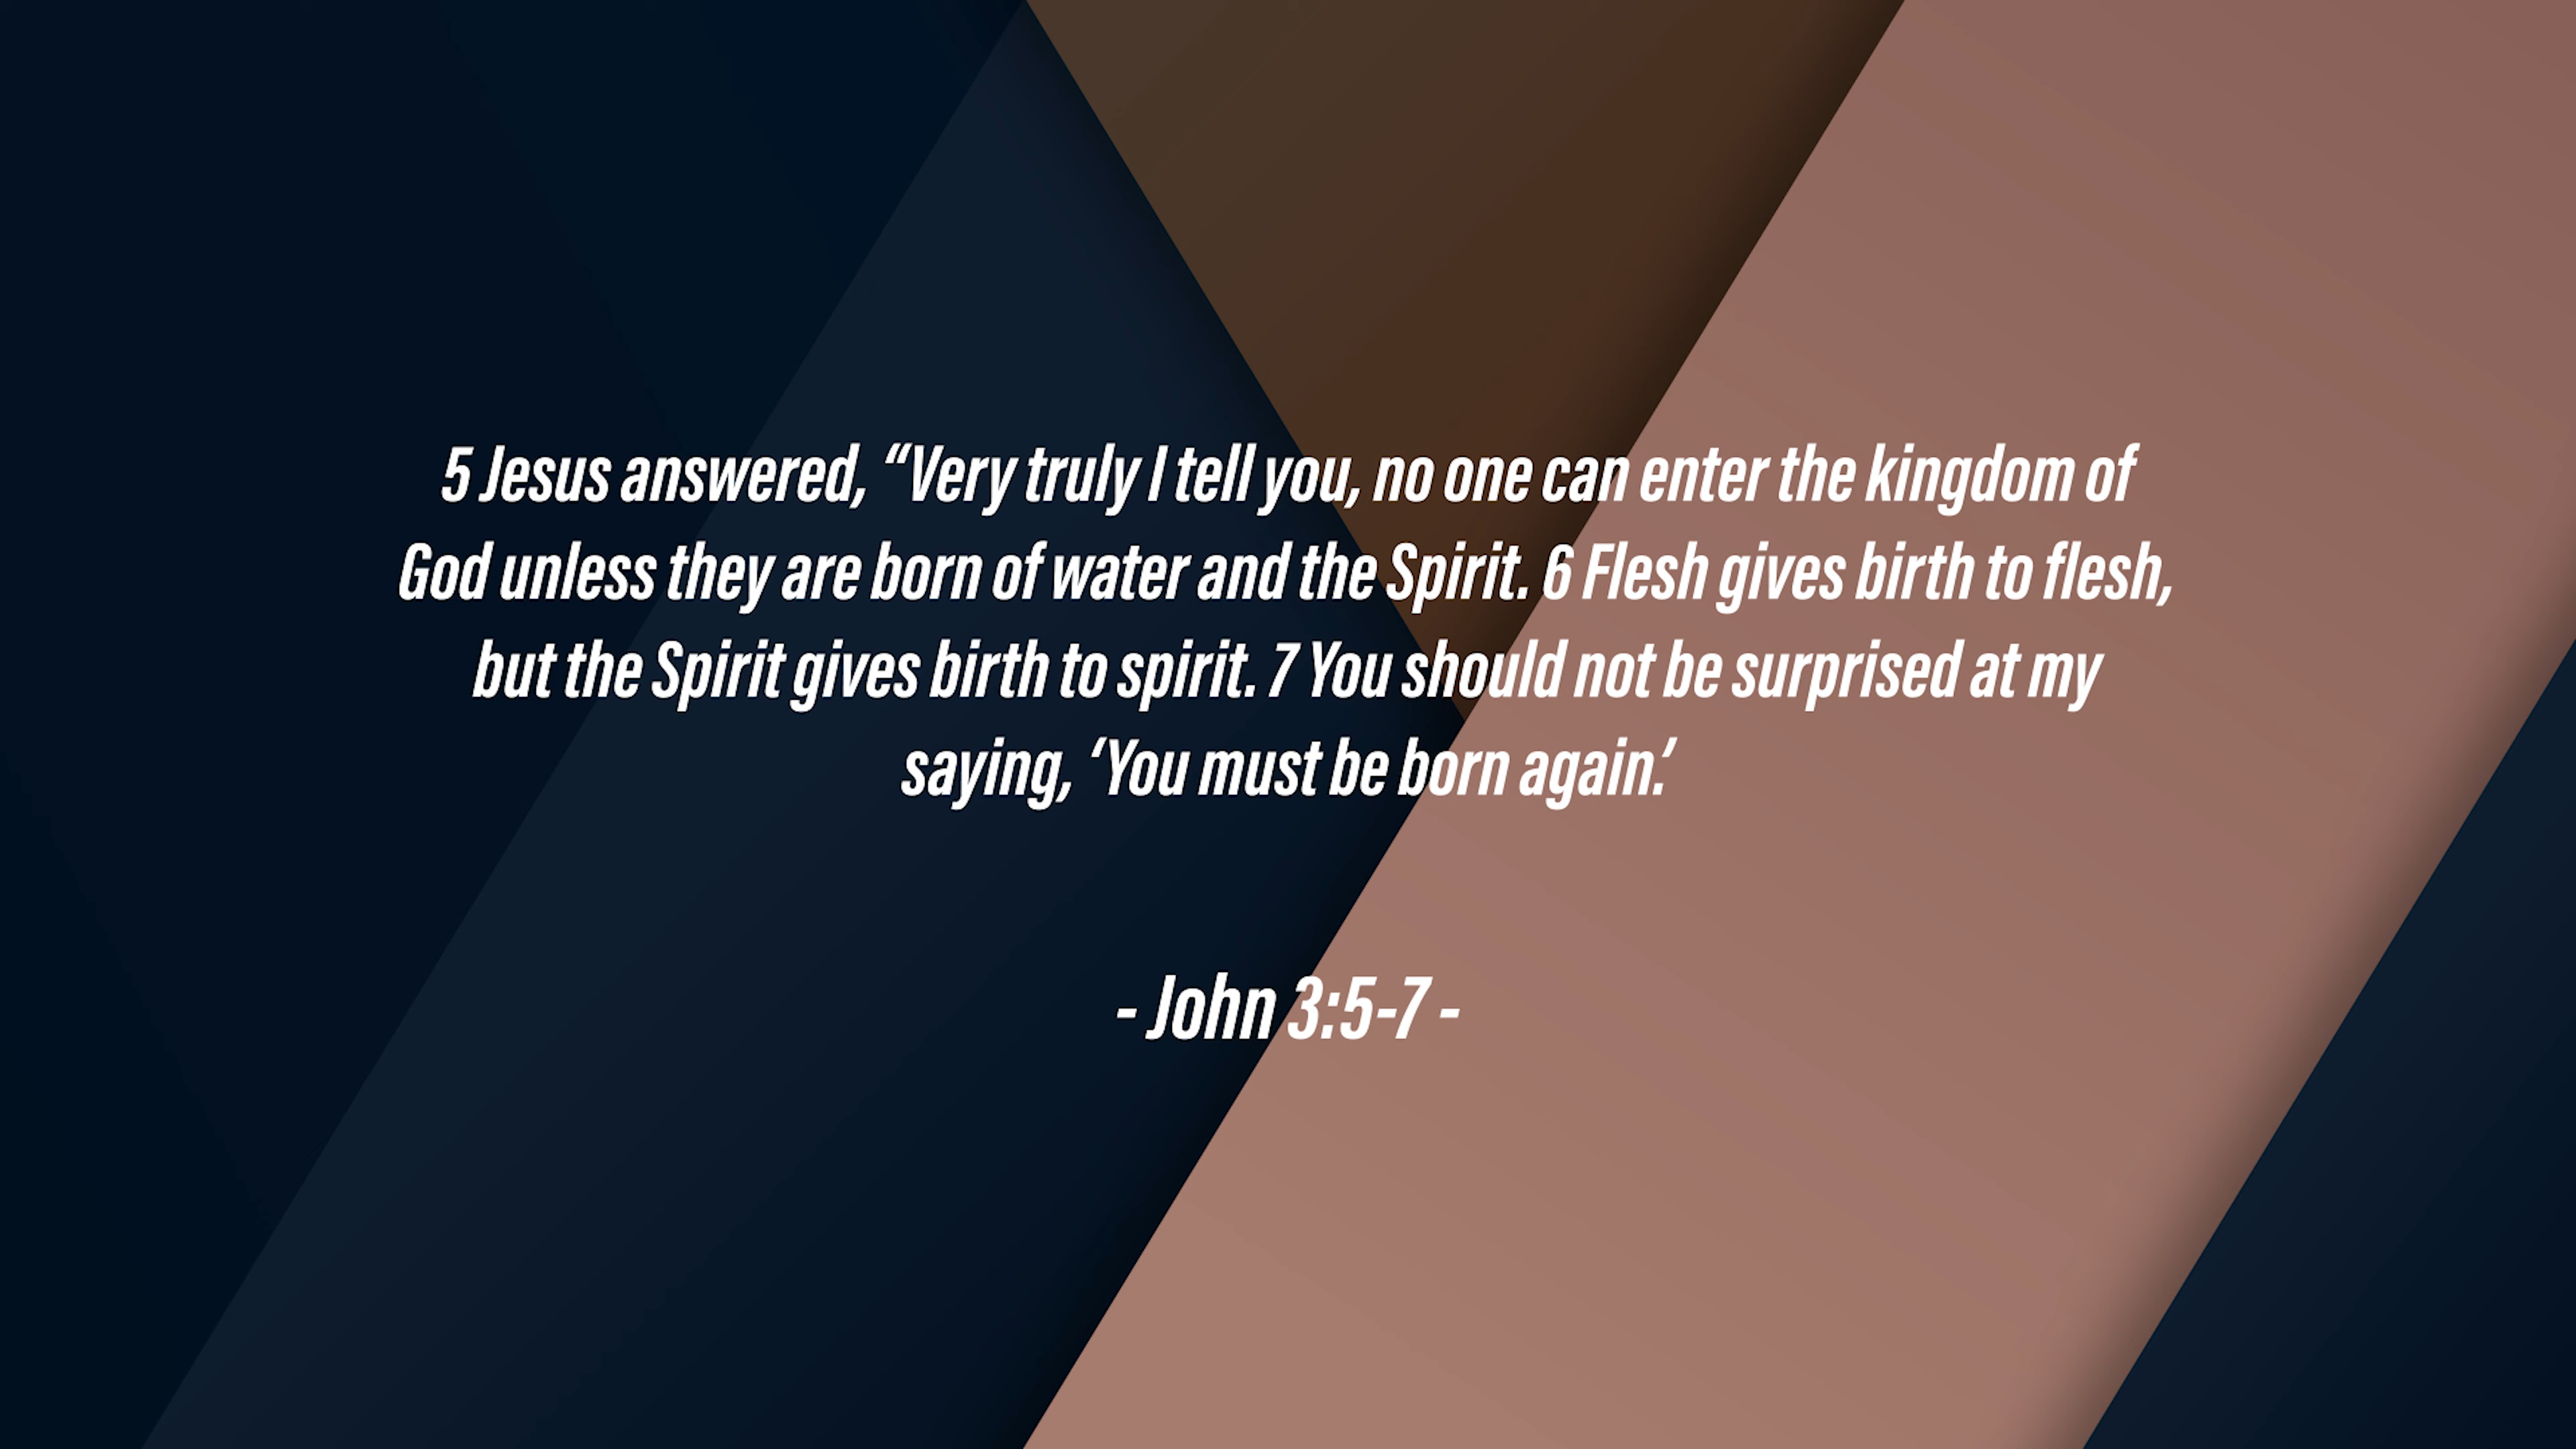 5 Jesus answered, “Very truly I tell you, no one can enter the kingdom of
God unless they are born of water and the Spirit. 6 Flesh gives birth to flesh,
but the Spirit gives birth to spirit. 7 You should not be surprised at my
saying, ‘You must be born again.’
- John 3:5-7 -